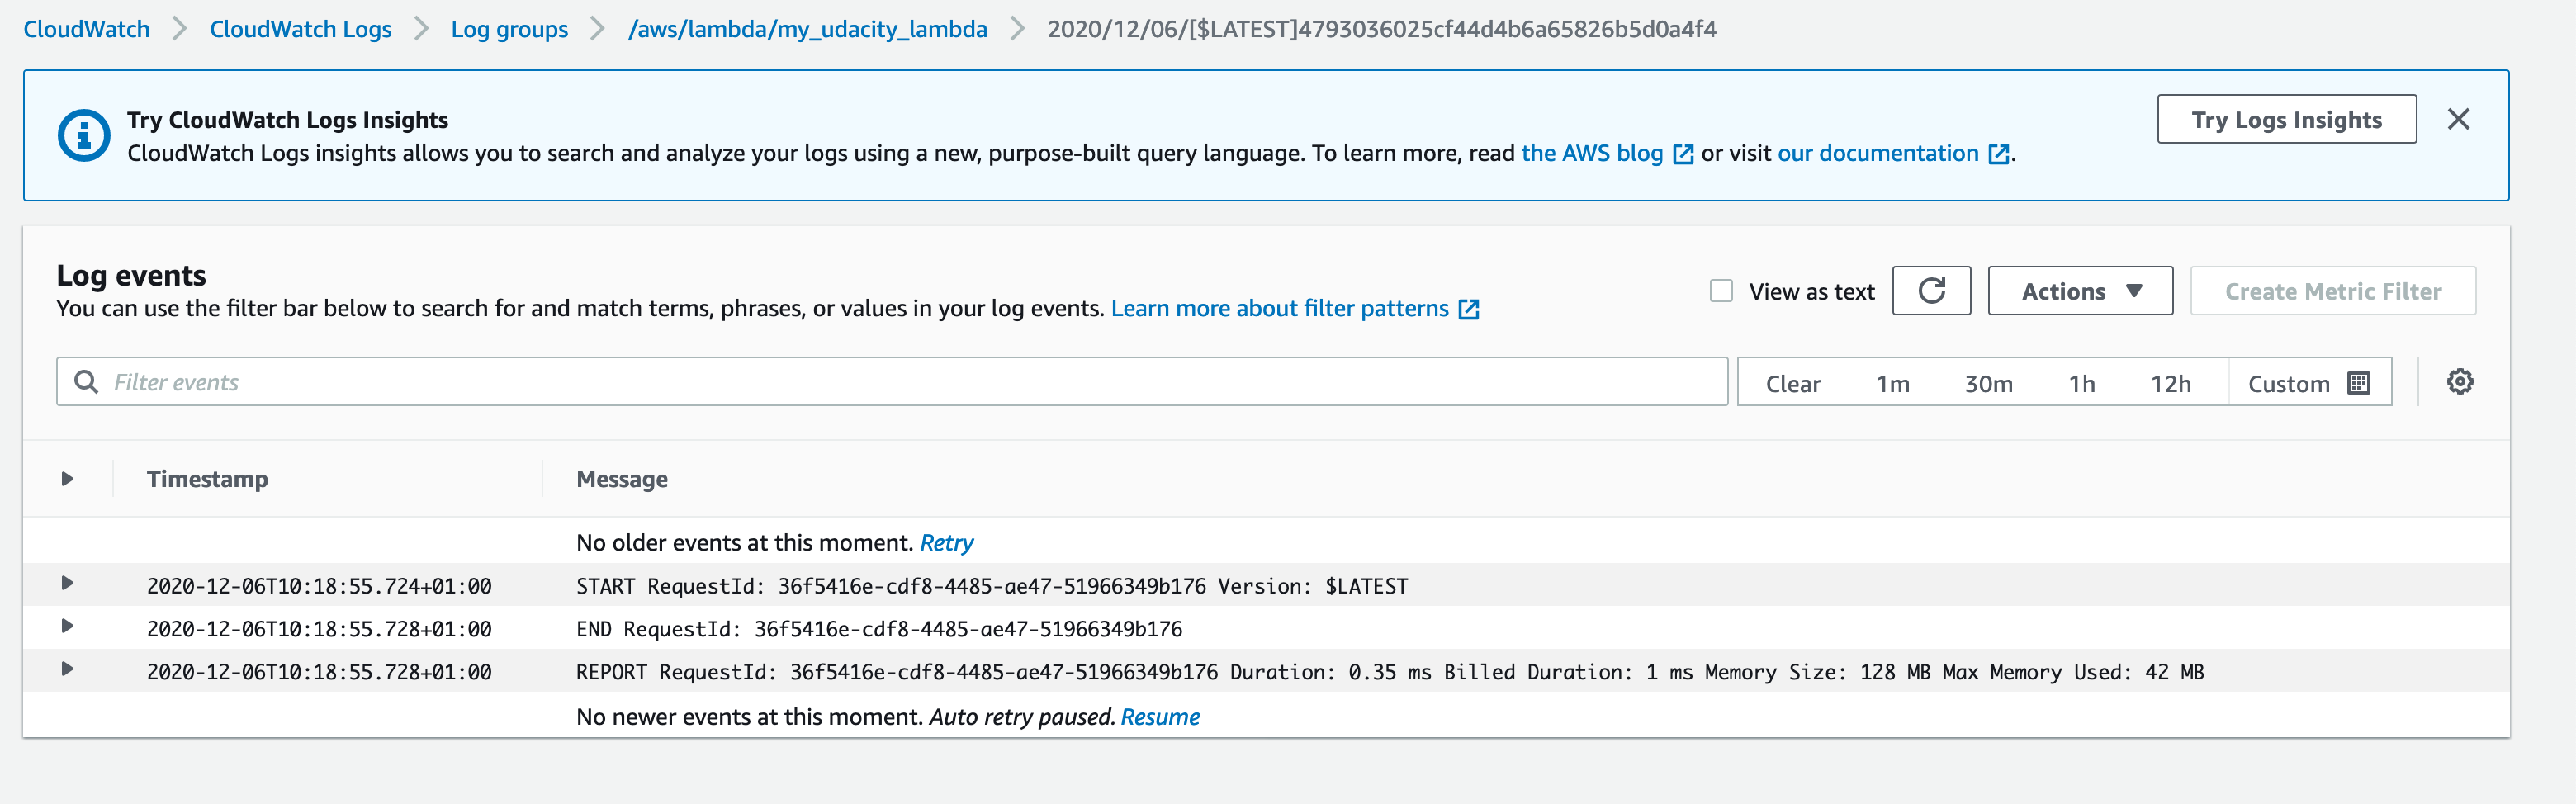 CloudWatch CloudWatch Logs Log groups /aws/lambda/my_udacity_lambda 2020/12/06/[$LATEST]4793036025cf44d4b6a65826b5d0a4f4
Try CloudWatch Logs Insights
CloudWatch Logs insights allows you to search and analyze your logs using a new, purpose-built query language. To learn more, read the AWS blog or visit our documentation .
Try Logs Insights
Log events
You can use the filter bar below to search for and match terms, phrases, or values in your log events. Learn more about filter patterns
View as text Actions Create Metric Filter
Filter events Clear 1m 30m 1h 12h Custom
Timestamp Message
No older events at this moment. Retry
2020-12-06T10:18:55.724+01:00 START RequestId: 36f5416e-cdf8-4485-ae47-51966349b176 Version: $LATEST
2020-12-06T10:18:55.728+01:00 END RequestId: 36f5416e-cdf8-4485-ae47-51966349b176
2020-12-06T10:18:55.728+01:00 REPORT RequestId: 36f5416e-cdf8-4485-ae47-51966349b176 Duration: 0.35 ms Billed Duration: 1 ms Memory Size: 128 MB Max Memory Used: 42 MB
No newer events at this moment. Auto retry paused. Resume